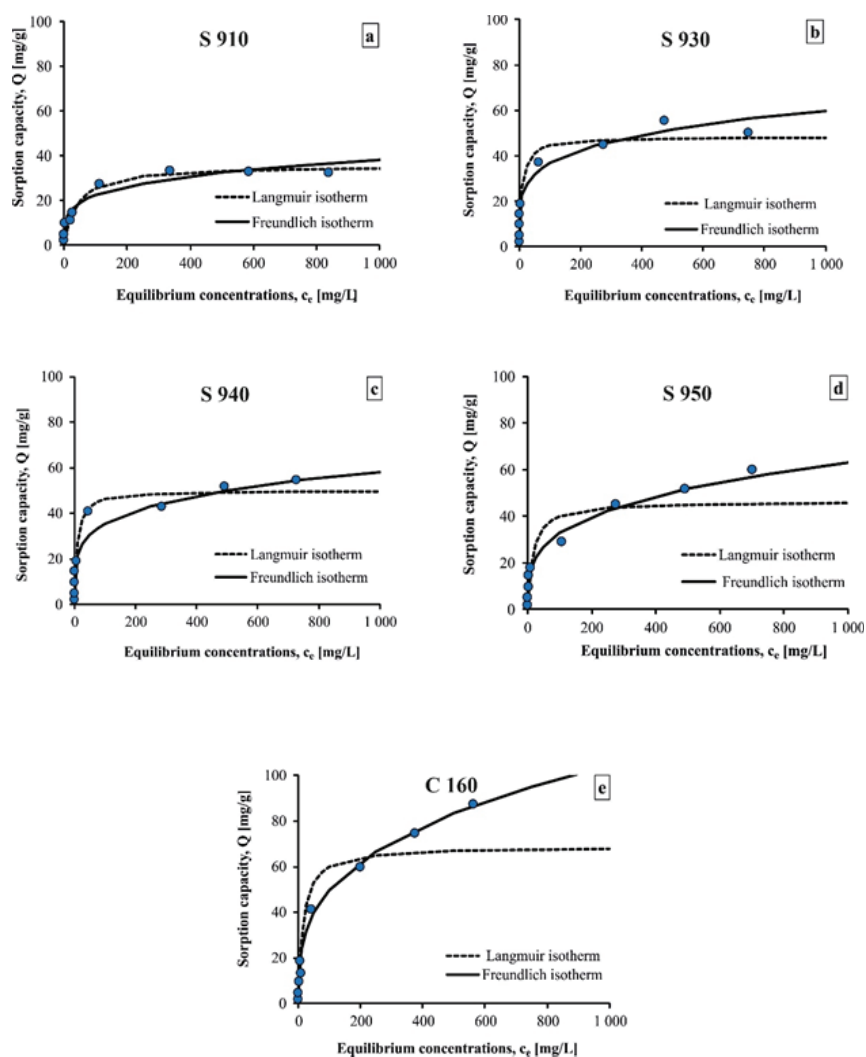 S 910
a
Sorption capacity, Q [mg/g]
100
80
60
40
20
0
Langmuir isotherm
Freundlich isotherm
0 200 400 600 800 1 000
Equilibrium concentrations, ce [mg/L]
S 930
b
Sorption capacity, Q [mg/g]
100
80
60
40
20
0
Langmuir isotherm
Freundlich isotherm
0 200 400 600 800 1 000
Equilibrium concentrations, ce [mg/L]
S 940
c
Sorption capacity, Q [mg/g]
100
80
60
40
20
0
Langmuir isotherm
Freundlich isotherm
0 200 400 600 800 1 000
Equilibrium concentrations, ce [mg/L]
S 950
d
Sorption capacity, Q [mg/g]
100
80
60
40
20
0
Langmuir isotherm
Freundlich isotherm
0 200 400 600 800 1 000
Equilibrium concentrations, ce [mg/L]
C 160
e
Sorption capacity, Q [mg/g]
100
80
60
40
20
0
Langmuir isotherm
Freundlich isotherm
0 200 400 600 800 1 000
Equilibrium concentrations, ce [mg/L]